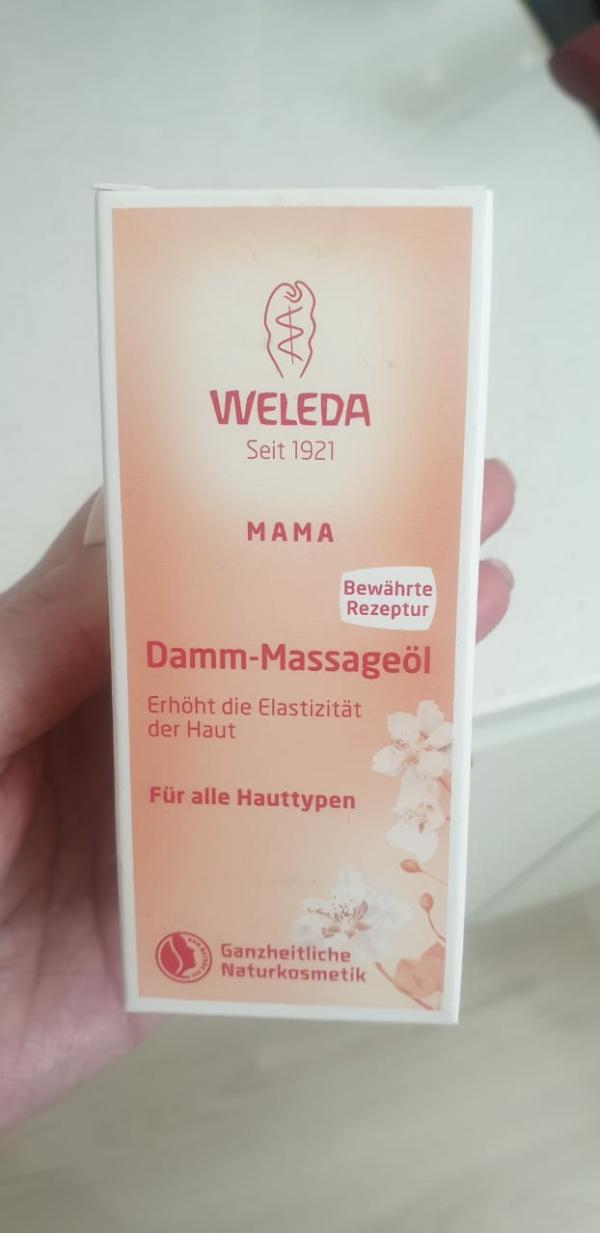 WELEDA
Seit 1921
MAMA
Bewährte
Rezeptur
Damm-Massageöl
Erhöht die Elastizität
der Haut
Für alle Hauttypen
Ganzheitliche
Naturkosmetik